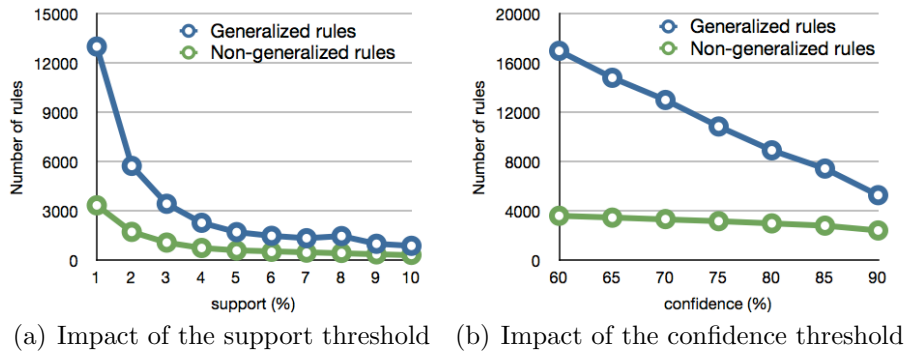 15000
12000
9000
6000
3000
0
Number of rules
Generalized rules
Non-generalized rules
1 2 3 4 5 6 7 8 9 10
support (%)
(a) Impact of the support threshold
20000
16000
12000
8000
4000
0
Number of rules
Generalized rules
Non-generalized rules
60 65 70 75 80 85 90
confidence (%)
(b) Impact of the confidence threshold